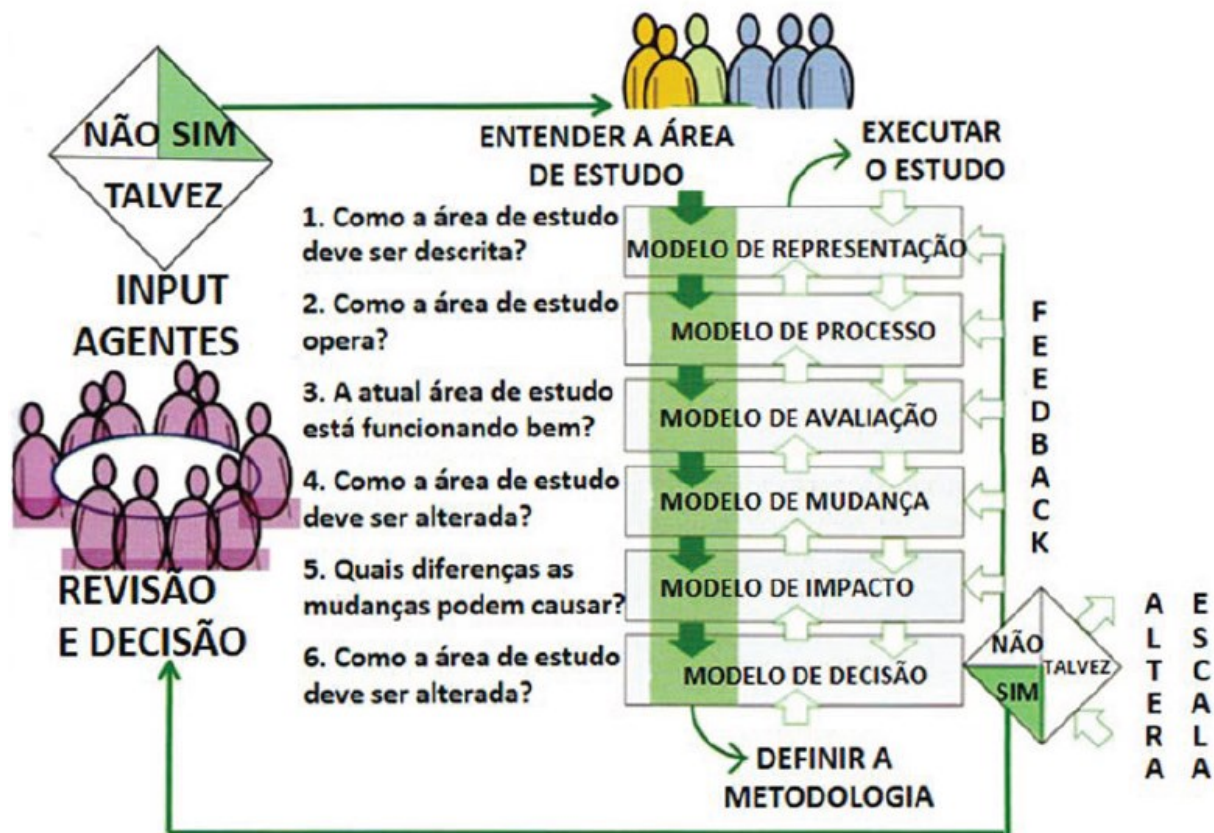 NÃO SIM
TALVEZ
INPUT
AGENTES
REVISÃO
E DECISÃO
ENTENDER A ÁREA
DE ESTUDO
EXECUTAR
O ESTUDO
1. Como a área de estudo
deve ser descrita?
MODELO DE REPRESENTAÇÃO
2. Como a área de estudo
opera?
MODELO DE PROCESSO
3. A atual área de estudo
está funcionando bem?
MODELO DE AVALIAÇÃO
4. Como a área de estudo
deve ser alterada?
MODELO DE MUDANÇA
5. Quais diferenças as
mudanças podem causar?
MODELO DE IMPACTO
6. Como a área de estudo
deve ser alterada?
MODELO DE DECISÃO
DEFINIR A
METODOLOGIA
FEEDBACK
NÃO
TALVEZ
SIM
ALTERA
ESCALA